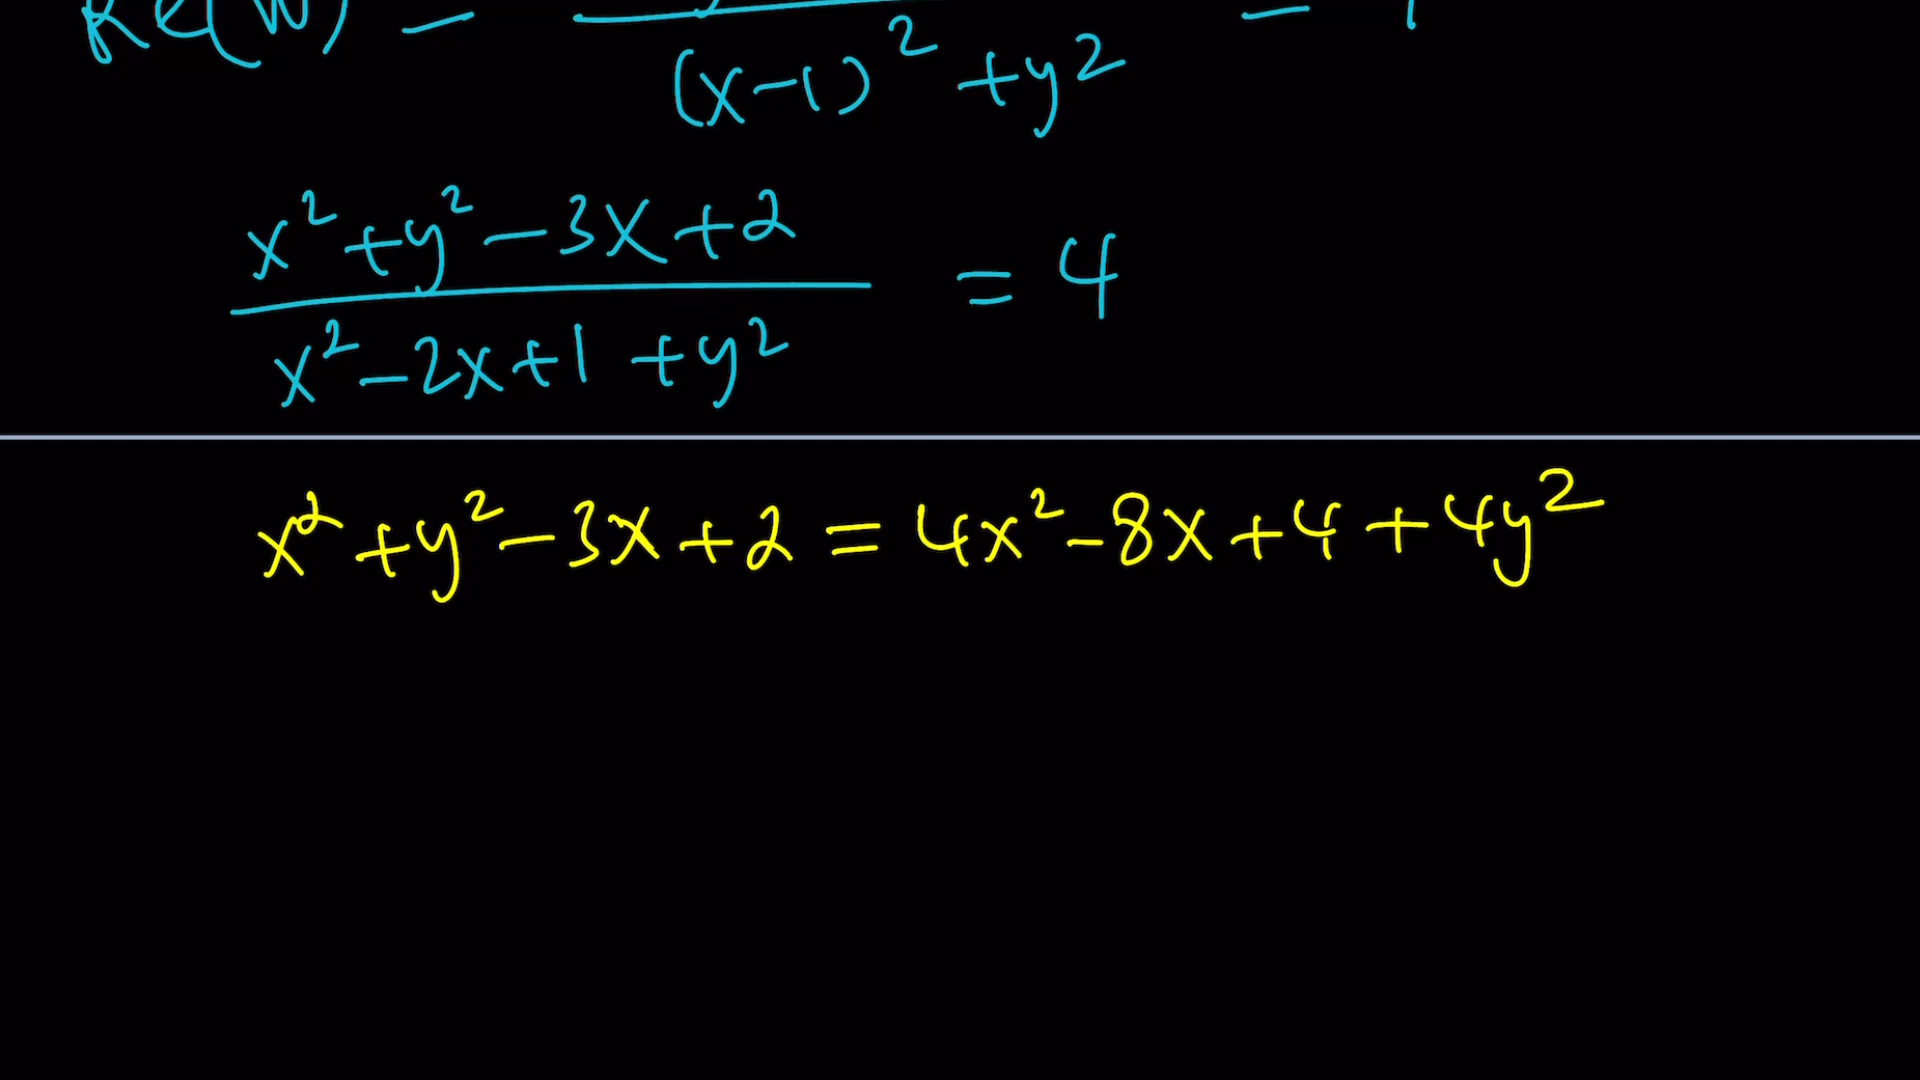 Re(W) =
(x-1)² +y²
x² +y² -3x+2
= 4
x² -2x+1 +y²
x² +y² -3x+2 = 4x² -8x+4+4y²